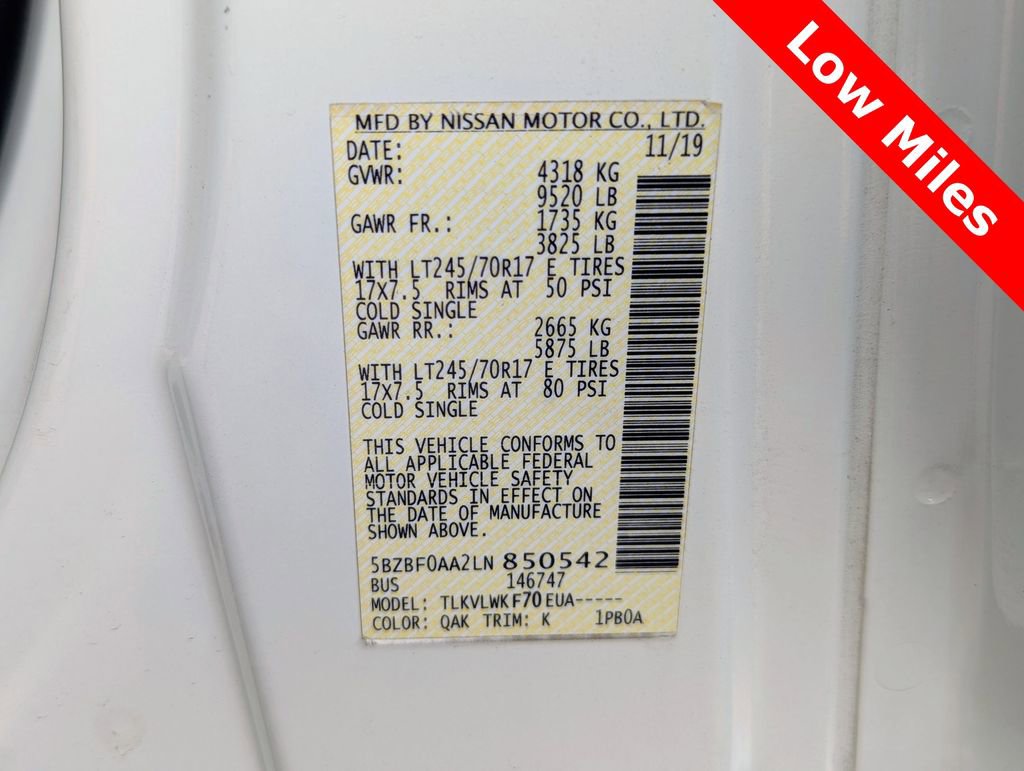 Low Miles
MFD BY NISSAN MOTOR CO., LTD.
DATE: 11/19
GVWR: 4318 KG
9520 LB
GAWR FR.: 1735 KG
3825 LB
WITH LT245/70R17 E TIRES
17X7.5 RIMS AT 50 PSI
COLD SINGLE
GAWR RR.: 2665 KG
5875 LB
WITH LT245/70R17 E TIRES
17X7.5 RIMS AT 80 PSI
COLD SINGLE
THIS VEHICLE CONFORMS TO
ALL APPLICABLE FEDERAL
MOTOR VEHICLE SAFETY
STANDARDS IN EFFECT ON
THE DATE OF MANUFACTURE
SHOWN ABOVE.
5BZBF0AA2LN 850542
BUS 146747
MODEL: TLKVLWK F70 EUA-----
COLOR: QAK TRIM: K 1PB0A